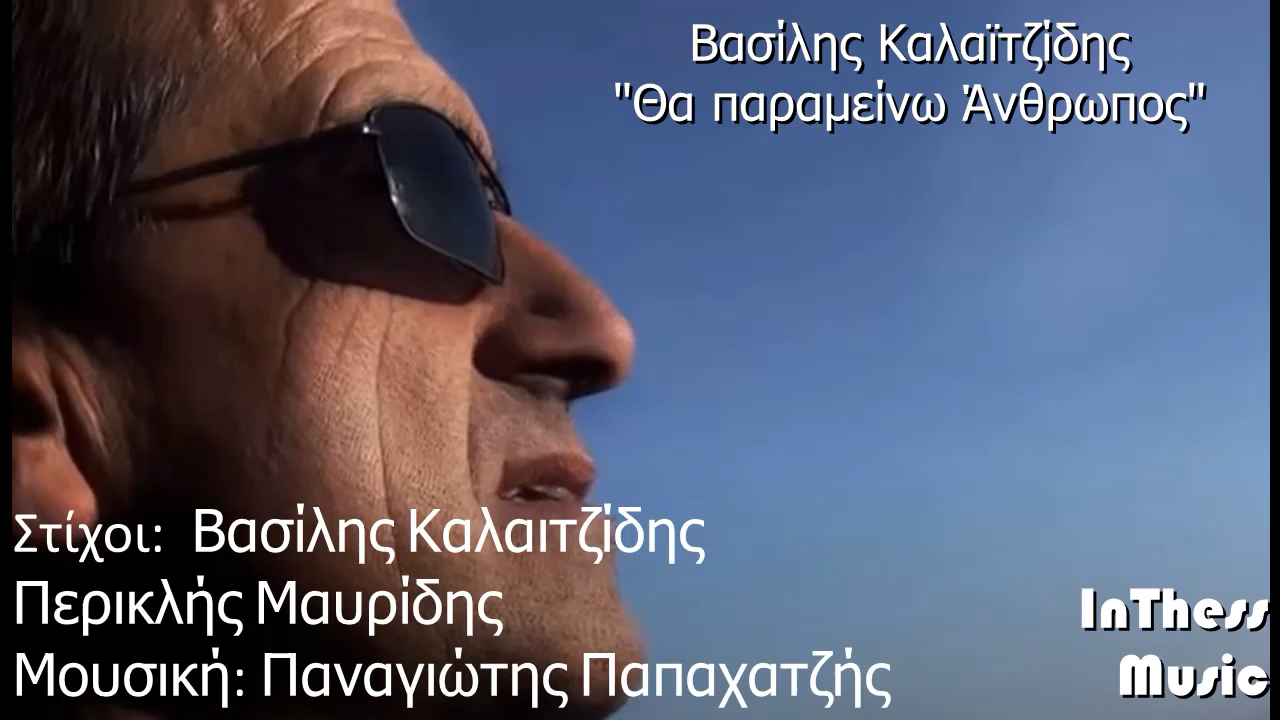 Βασίλης Καλαϊτζίδης
"Θα παραμείνω Άνθρωπος"
Στίχοι: Βασίλης Καλαιτζίδης
Περικλής Μαυρίδης
Μουσική: Παναγιώτης Παπαχατζής
InThess
Music